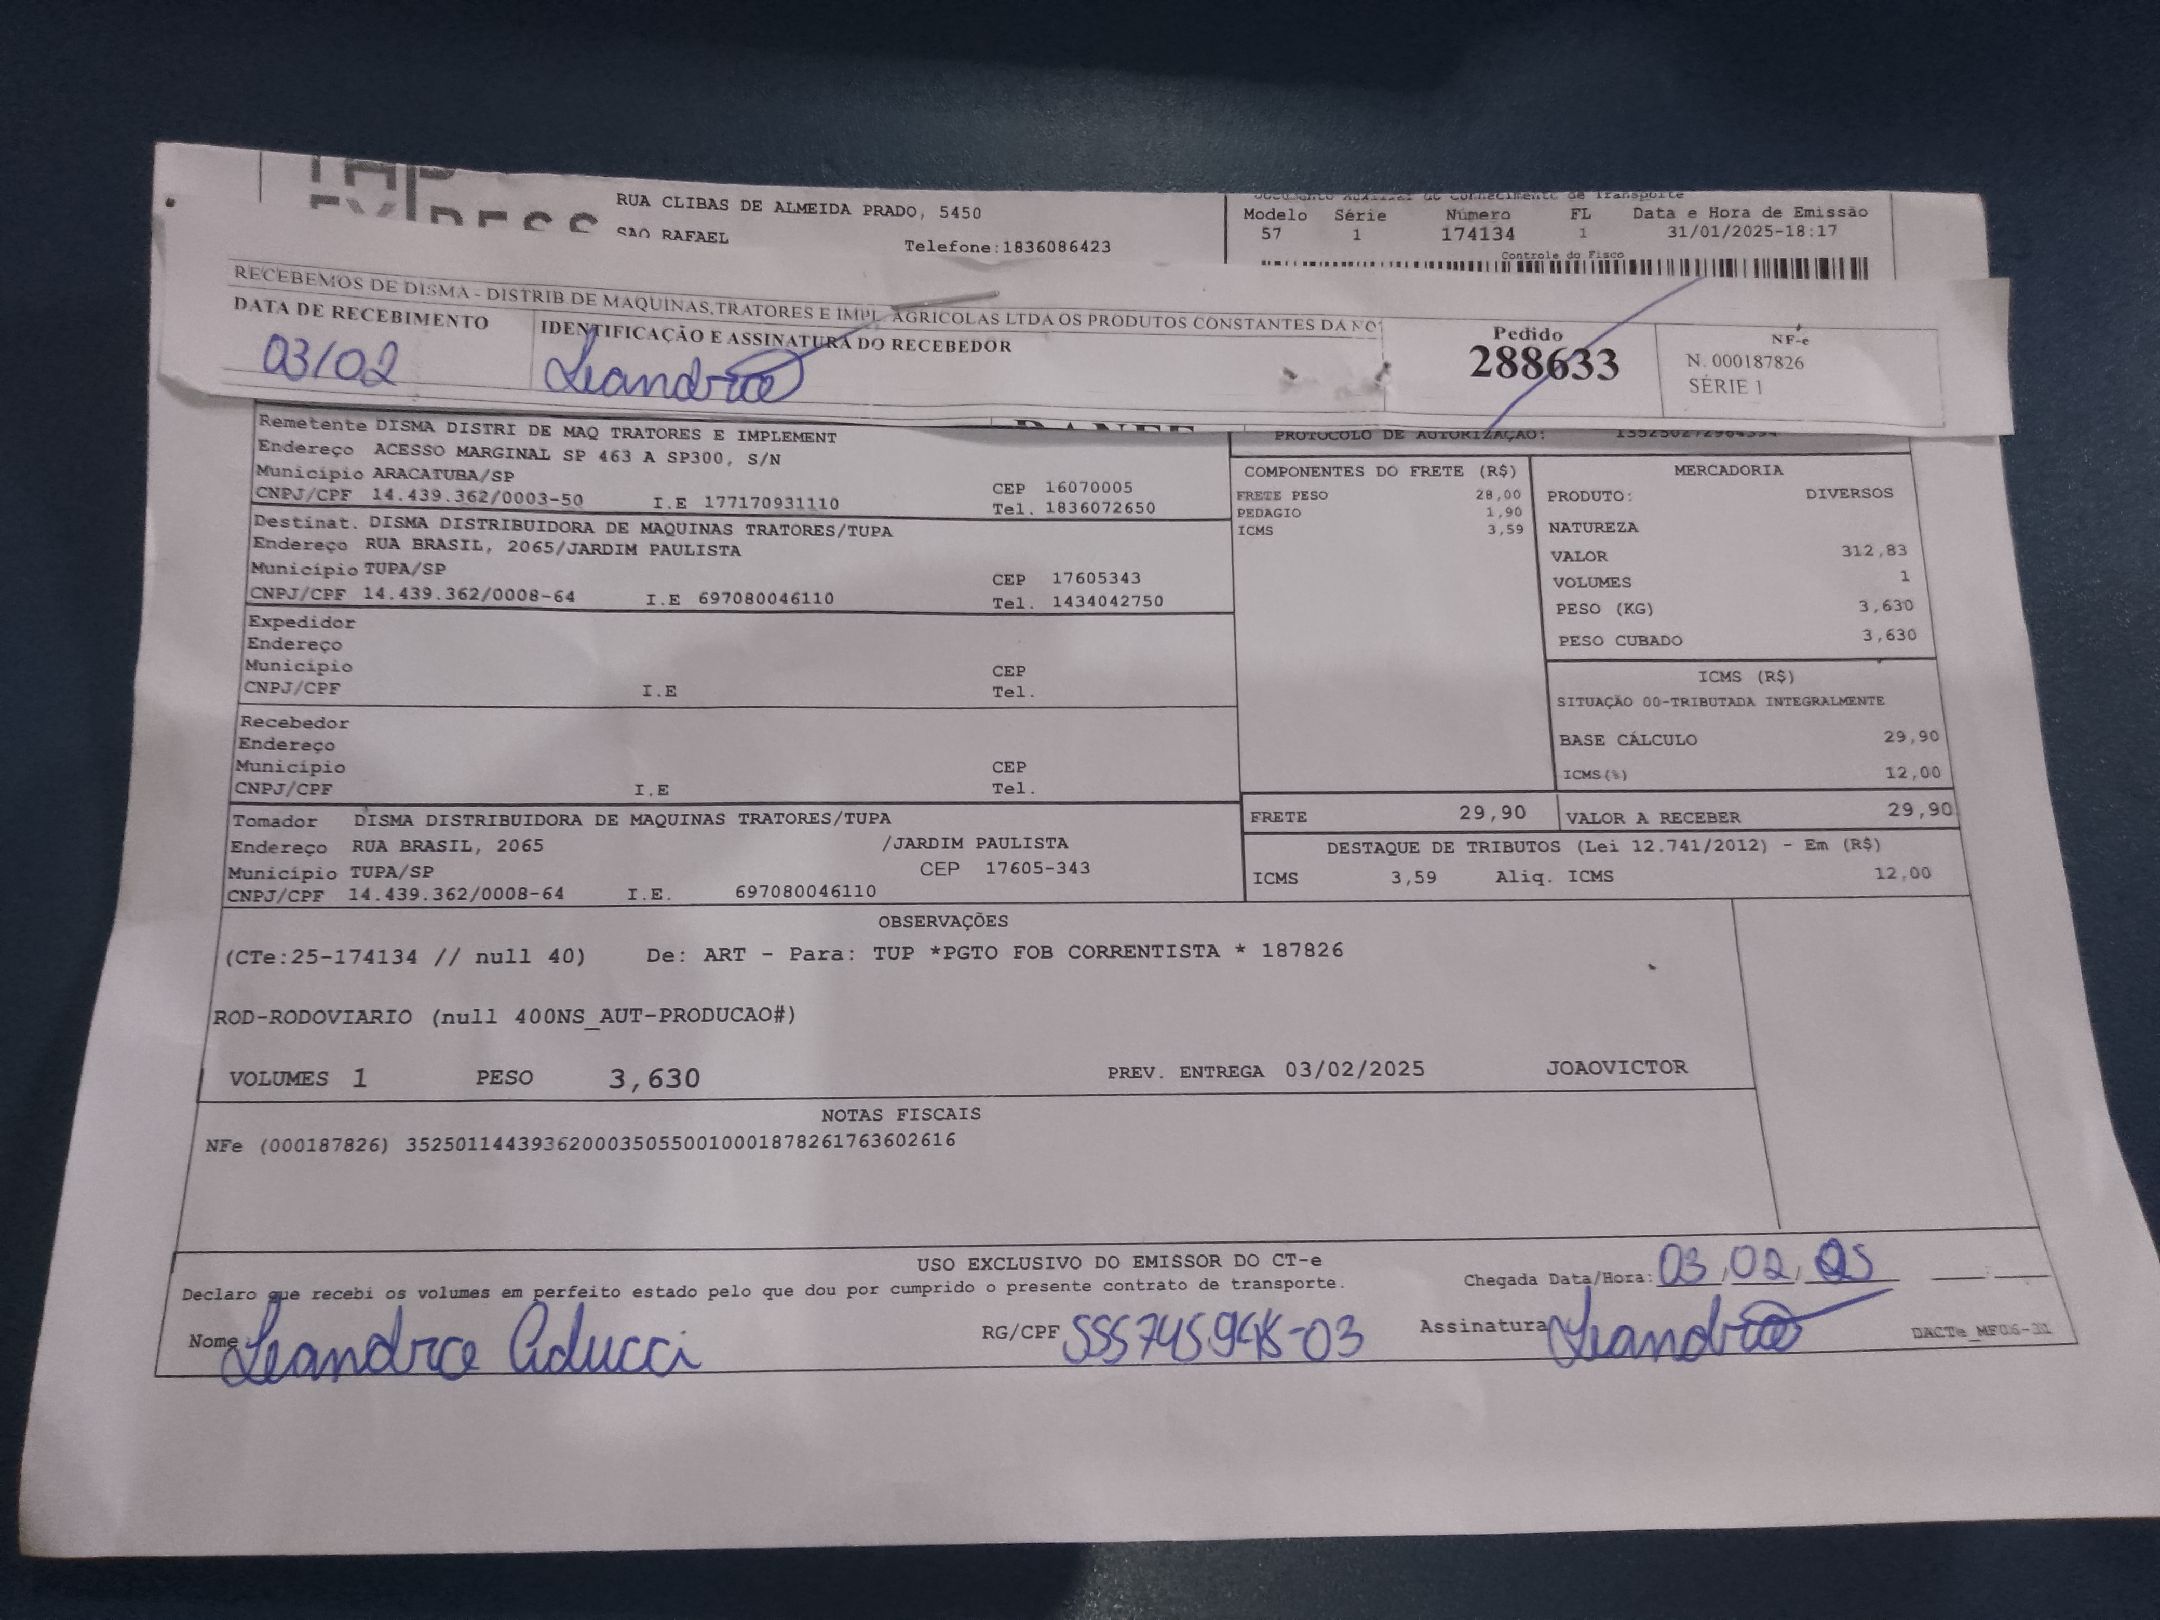 RUA CLIBAS DE ALMEIDA PRADO, 5450
SAO RAFAEL
Telefone:1836086423
Documento Auxiliar do Conhecimento de Transporte
Modelo Série Número FL Data e Hora de Emissão
57 1 174134 1 31/01/2025-18:17
Controle do Fisco
RECEBEMOS DE DISMA - DISTRIB DE MAQUINAS,TRATORES E IMPL. AGRICOLAS LTDA OS PRODUTOS CONSTANTES DA NO
DATA DE RECEBIMENTO
03/02
IDENTIFICAÇÃO E ASSINATURA DO RECEBEDOR
Pedido
288633
NF-e
N. 000187826
SÉRIE 1
PROTOCOLO DE AUTORIZAÇAO:
Remetente DISMA DISTRI DE MAQ TRATORES E IMPLEMENT
Endereço ACESSO MARGINAL SP 463 A SP300, S/N
Município ARACATUBA/SP
CEP 16070005
CNPJ/CPF 14.439.362/0003-50 I.E 177170931110 Tel. 1836072650
Destinat. DISMA DISTRIBUIDORA DE MAQUINAS TRATORES/TUPA
Endereço RUA BRASIL, 2065/JARDIM PAULISTA
Município TUPA/SP CEP 17605343
CNPJ/CPF 14.439.362/0008-64 I.E 697080046110 Tel. 1434042750
Expedidor
Endereço
Município CEP
CNPJ/CPF I.E Tel.
Recebedor
Endereço
Município CEP
CNPJ/CPF I.E Tel.
Tomador DISMA DISTRIBUIDORA DE MAQUINAS TRATORES/TUPA
Endereço RUA BRASIL, 2065 /JARDIM PAULISTA
Município TUPA/SP CEP 17605-343
CNPJ/CPF 14.439.362/0008-64 I.E. 697080046110
COMPONENTES DO FRETE (R$)
FRETE PESO 28,00
PEDAGIO 1,90
ICMS 3,59
MERCADORIA
PRODUTO: DIVERSOS
NATUREZA
VALOR 312,83
VOLUMES 1
PESO (KG) 3,630
PESO CUBADO 3,630
ICMS (R$)
SITUAÇÃO 00-TRIBUTADA INTEGRALMENTE
BASE CÁLCULO 29,90
ICMS(%) 12,00
FRETE 29,90 VALOR A RECEBER 29,90
DESTAQUE DE TRIBUTOS (Lei 12.741/2012) - Em (R$)
ICMS 3,59 Aliq. ICMS 12,00
OBSERVAÇÕES
(CTe:25-174134 // null 40) De: ART - Para: TUP *PGTO FOB CORRENTISTA * 187826
ROD-RODOVIARIO (null 400NS_AUT-PRODUCAO#)
VOLUMES 1 PESO 3,630 PREV. ENTREGA 03/02/2025 JOAOVICTOR
NOTAS FISCAIS
NFe (000187826) 35250114439362000350550010001878261763602616
USO EXCLUSIVO DO EMISSOR DO CT-e
Declaro que recebi os volumes em perfeito estado pelo que dou por cumprido o presente contrato de transporte.
Chegada Data/Hora: 03/02/25
Nome RG/CPF Assinatura
DACTe_MF06-31